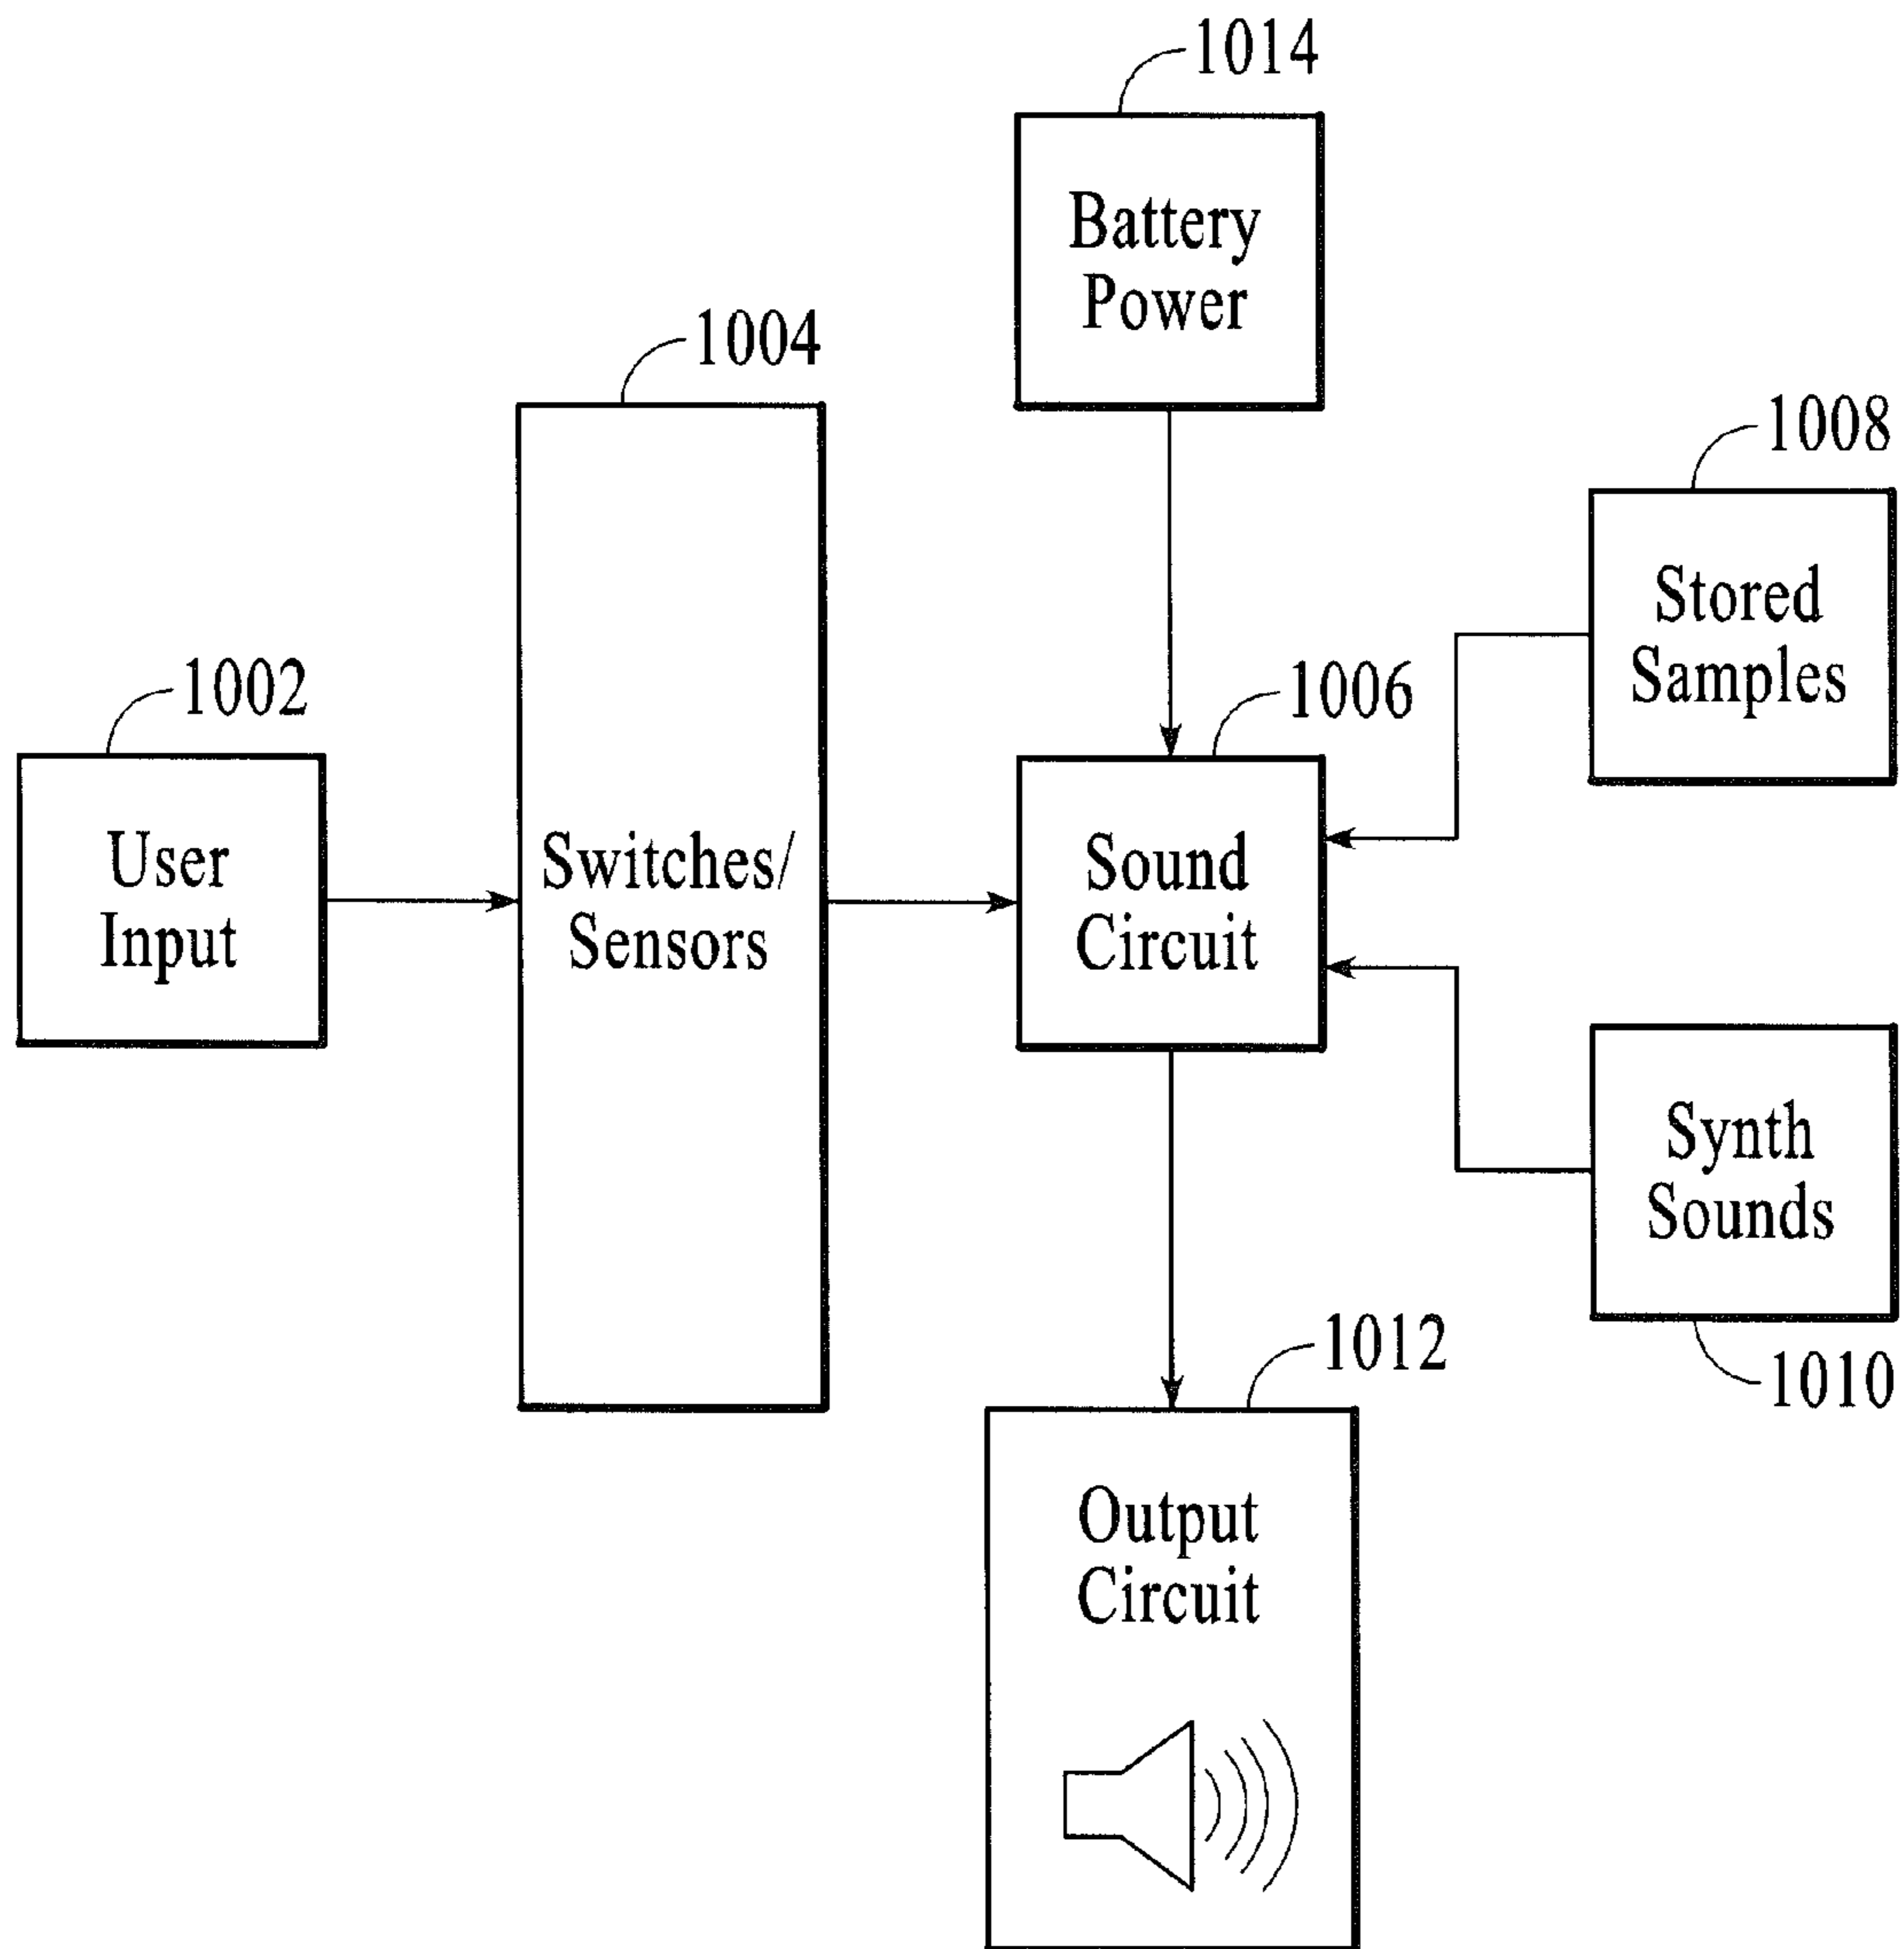 1014
Battery
Power
1004
1008
Stored
Samples
1002
1006
User
Input
Switches/
Sensors
Sound
Circuit
Synth
Sounds
1012
1010
Output
Circuit